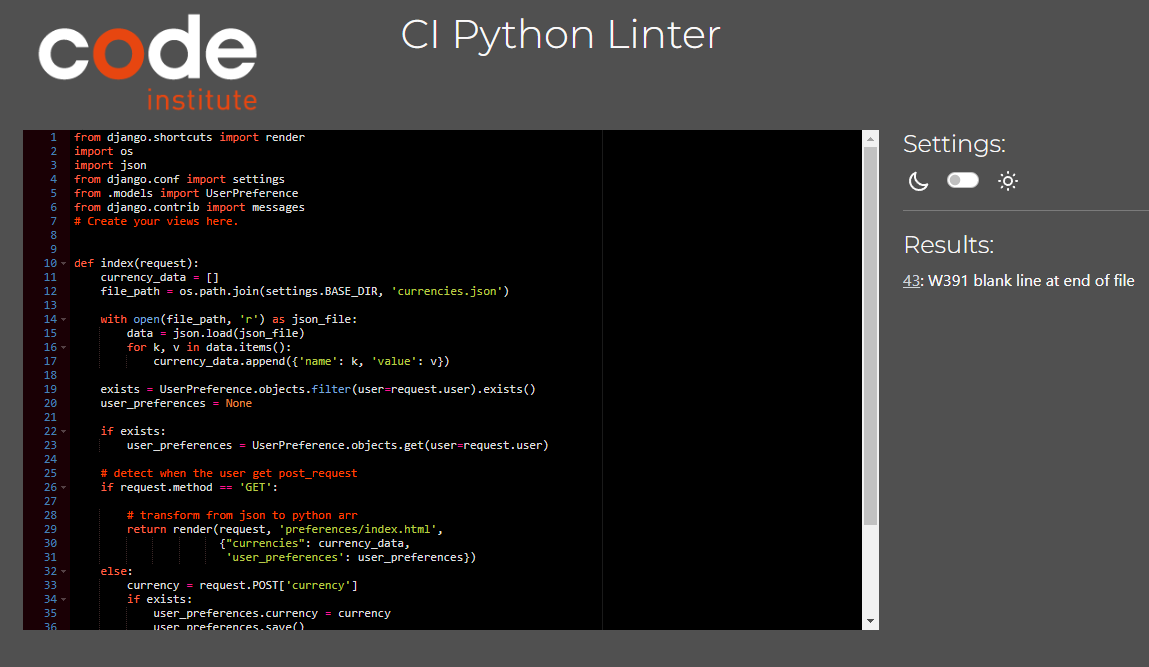 code
institute
CI Python Linter
1 from django.shortcuts import render
2 import os
3 import json
4 from django.conf import settings
5 from .models import UserPreference
6 from django.contrib import messages
7 # Create your views here.
8
9
10 def index(request):
11     currency_data = []
12     file_path = os.path.join(settings.BASE_DIR, 'currencies.json')
13
14     with open(file_path, 'r') as json_file:
15         data = json.load(json_file)
16         for k, v in data.items():
17             currency_data.append({'name': k, 'value': v})
18
19     exists = UserPreference.objects.filter(user=request.user).exists()
20     user_preferences = None
21
22     if exists:
23         user_preferences = UserPreference.objects.get(user=request.user)
24
25     # detect when the user get post_request
26     if request.method == 'GET':
27
28         # transform from json to python arr
29         return render(request, 'preferences/index.html',
30                       {"currencies": currency_data,
31                        'user_preferences': user_preferences})
32     else:
33         currency = request.POST['currency']
34         if exists:
35             user_preferences.currency = currency
36             user_preferences.save()
Settings:
Results:
43: W391 blank line at end of file